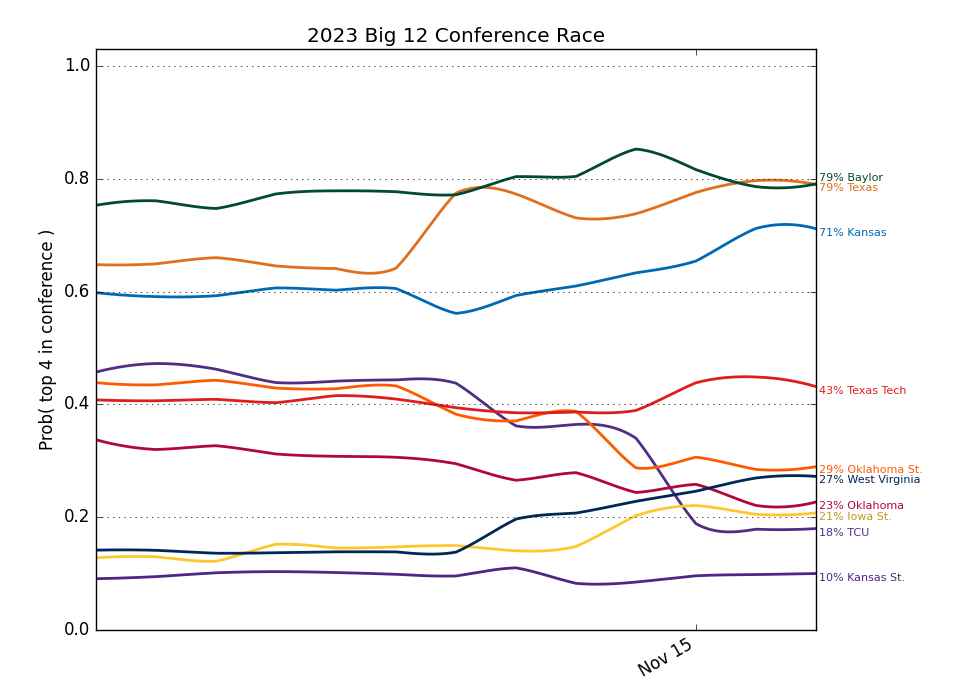 2023 Big 12 Conference Race
Prob( top 4 in conference )
1.0
0.8
0.6
0.4
0.2
0.0
Nov 15
79% Baylor
79% Texas
71% Kansas
43% Texas Tech
29% Oklahoma St.
27% West Virginia
23% Oklahoma
21% Iowa St.
18% TCU
10% Kansas St.